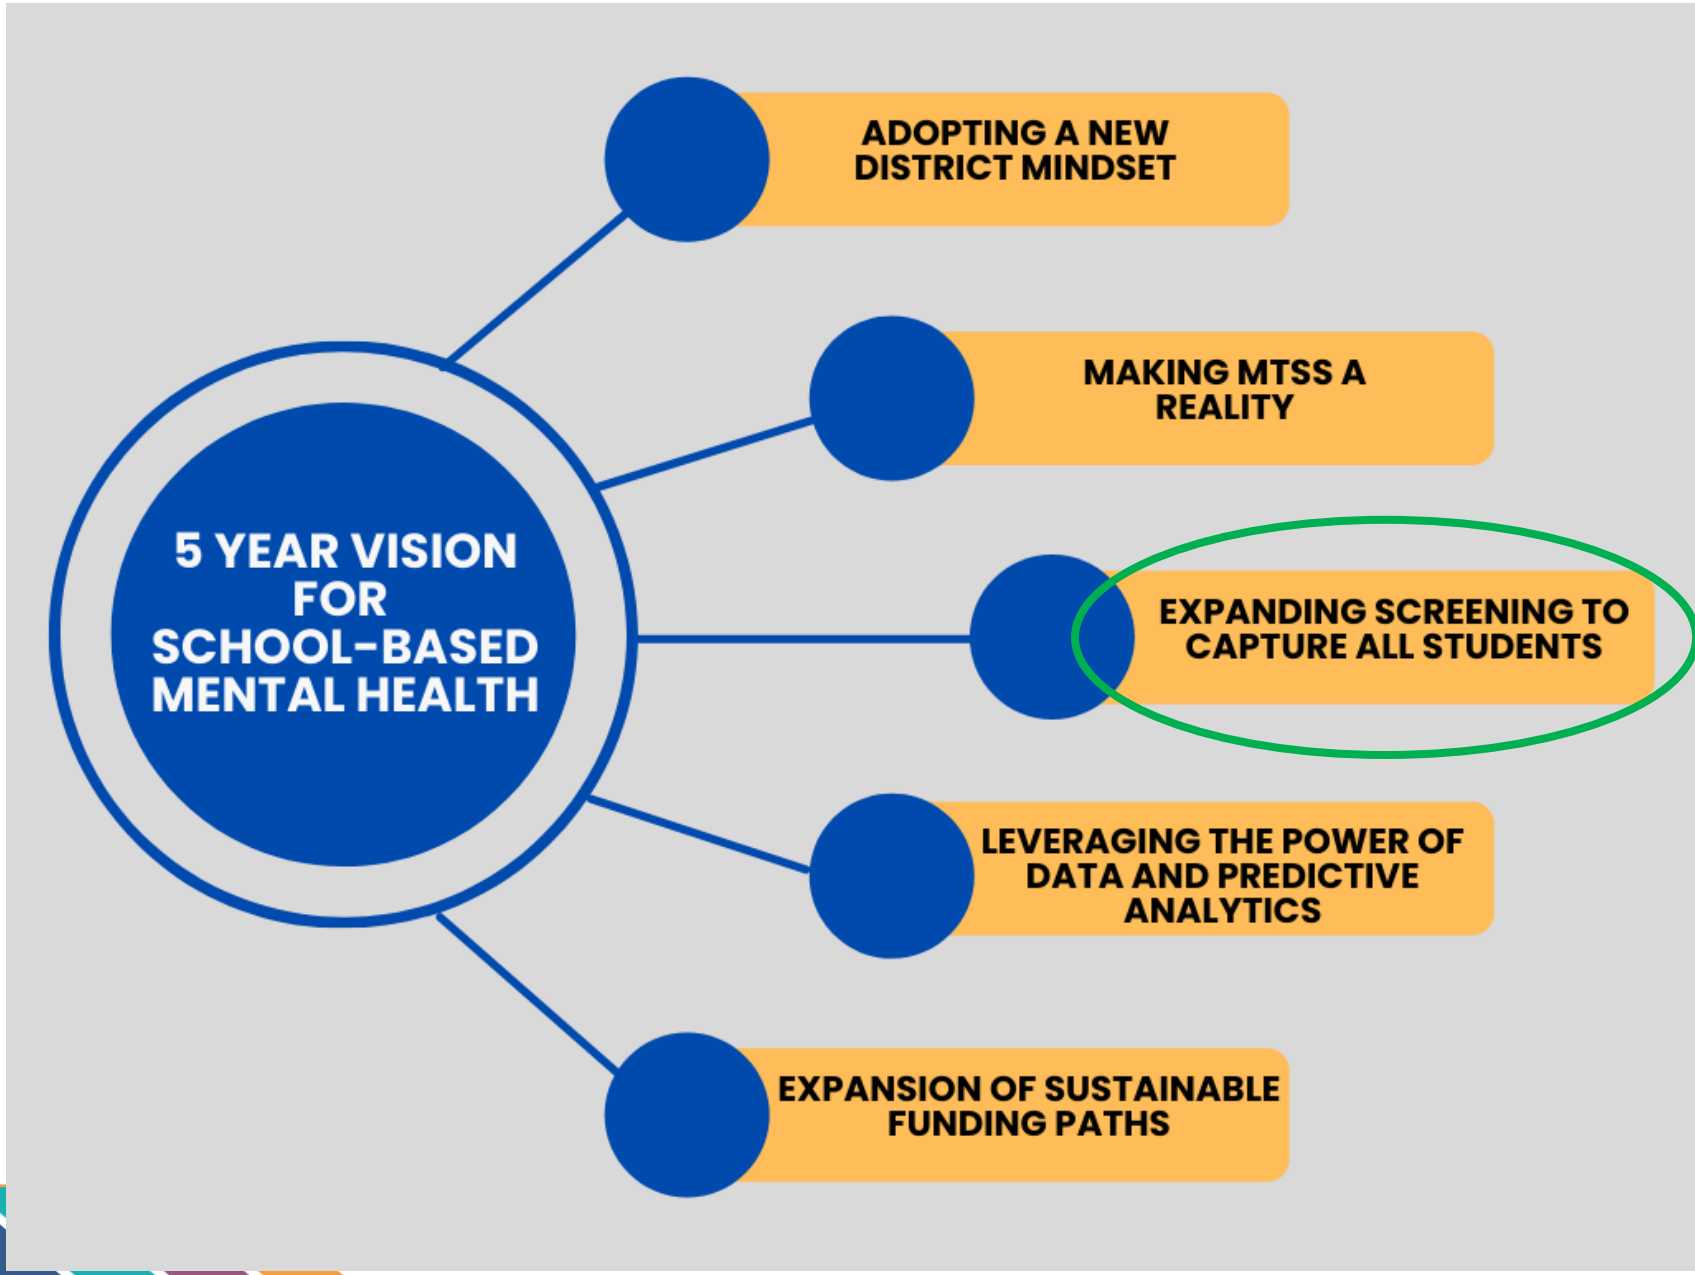 5 YEAR VISION
FOR
SCHOOL-BASED
MENTAL HEALTH
ADOPTING A NEW
DISTRICT MINDSET
MAKING MTSS A
REALITY
EXPANDING SCREENING TO
CAPTURE ALL STUDENTS
LEVERAGING THE POWER OF
DATA AND PREDICTIVE
ANALYTICS
EXPANSION OF SUSTAINABLE
FUNDING PATHS